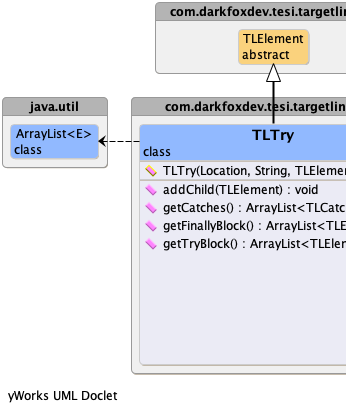 com.darkfoxdev.tesi.targetlin
TLElement
abstract
java.util
ArrayList<E>
class
com.darkfoxdev.tesi.targetlin
TLTry
class
TLTry(Location, String, TLElemen
addChild(TLElement) : void
getCatches() : ArrayList<TLCatc
getFinallyBlock() : ArrayList<TLE
getTryBlock() : ArrayList<TLElem
yWorks UML Doclet